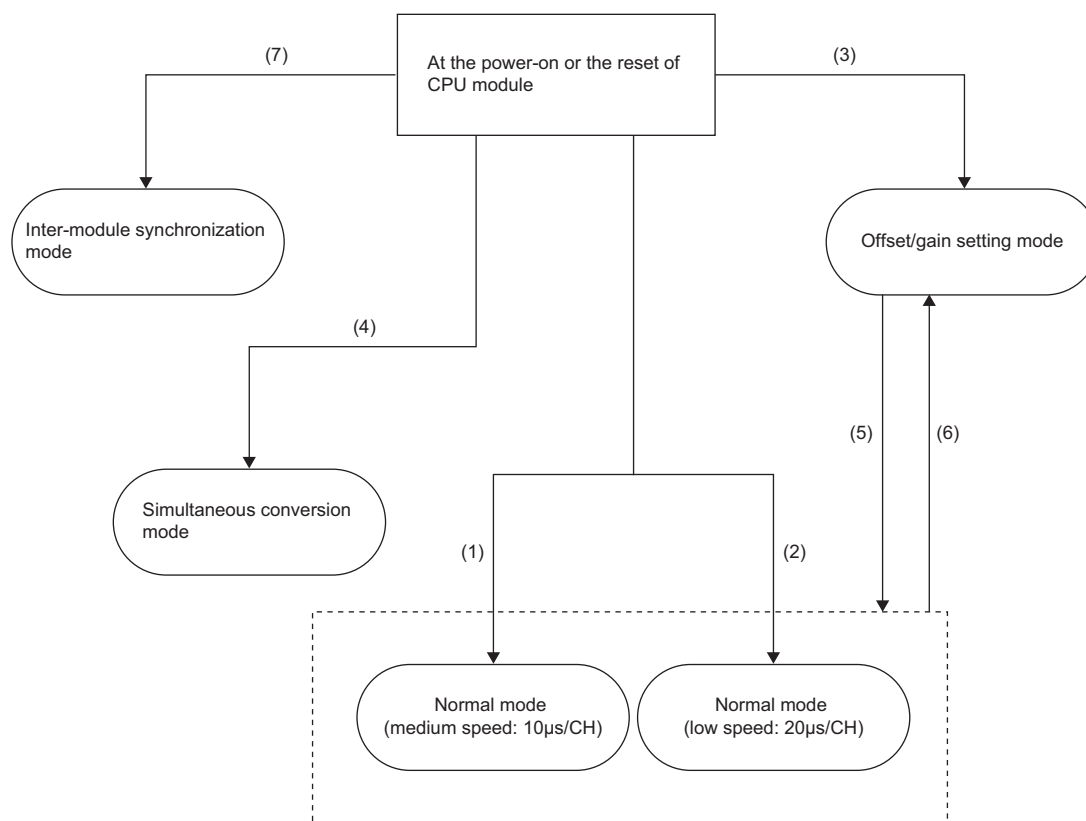 (7)
At the power-on or the reset of
CPU module
(3)
Inter-module synchronization
mode
Offset/gain setting mode
(4)
(5)
(6)
Simultaneous conversion
mode
(1)
(2)
Normal mode
(medium speed: 10µs/CH)
Normal mode
(low speed: 20µs/CH)